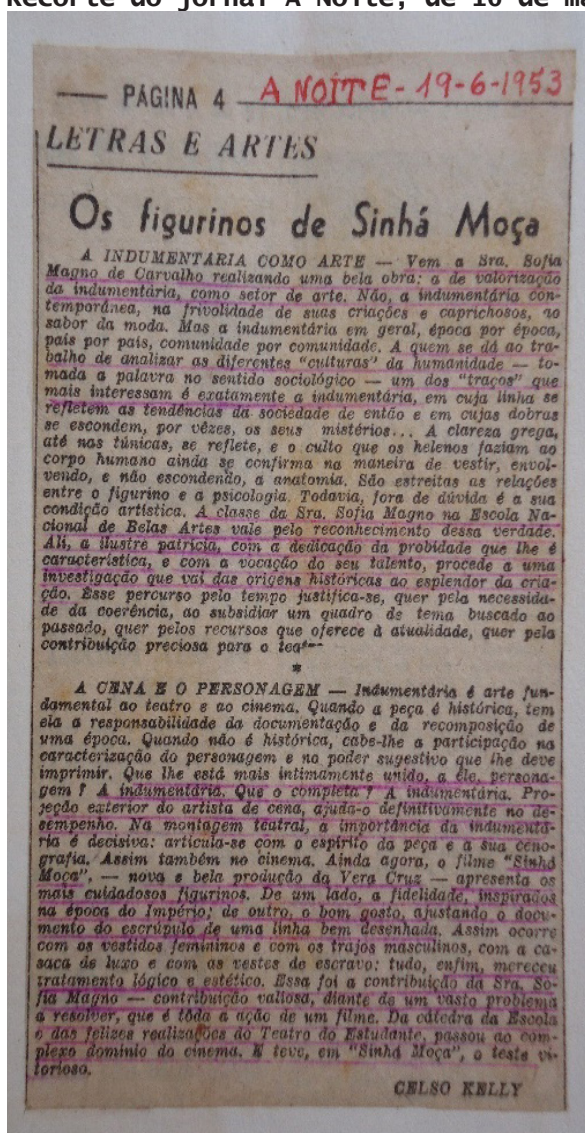 Recorte do jornal A Noite, de 10 de ma
PÁGINA 4 A NOITE - 19-6-1953
LETRAS E ARTES
Os figurinos de Sinhá Moça
A INDUMENTARIA COMO ARTE — Vem a Sra. Sofia
Magno de Carvalho realizando uma bela obra: a de valorização
da indumentária, como setor de arte. Não, a indumentária con-
temporânea, na frivolidade de suas criações e caprichosos, ao
sabor da moda. Mas a indumentária em geral, época por época,
país por país, comunidade por comunidade. A quem se dá ao tra-
balho de analizar as diferentes "culturas" da humanidade — to-
mada a palavra no sentido sociológico — um dos "traços" que
mais interessam é exatamente a indumentária, em cuja linha se
refletem as tendências da sociedade de então e em cujas dobras
se escondem, por vêzes, os seus mistérios... A clareza grega,
até nas túnicas, se reflete, e o culto que os helenos faziam ao
corpo humano ainda se confirma na maneira de vestir, envol-
vendo, e não escondendo, a anatomia. São estreitas as relações
entre o figurino e a psicologia. Todavia, fora de dúvida é a sua
condição artística. A classe da Sra. Sofia Magno na Escola Na-
cional de Belas Artes vale pelo reconhecimento dessa verdade.
Ali, a ilustre patrícia, com a dedicação da probidade que lhe é
característica, e com a vocação do seu talento, procede a uma
investigação que vai das origens históricas ao esplendor da cria-
ção. Esse percurso pelo tempo justifica-se, quer pela necessida-
de da coerência, ao subsidiar um quadro de tema buscado ao
passado, quer pelos recursos que oferece à atualidade, quer pela
contribuição preciosa para o
*
A CENA E O PERSONAGEM — Indumentária é arte fun-
damental ao teatro e ao cinema. Quando a peça é histórica, tem
ela a responsabilidade da documentação e da recomposição de
uma época. Quando não é histórica, cabe-lhe a participação na
caracterização do personagem e no poder sugestivo que lhe deve
imprimir. Que lhe está mais intimamente unido, a ele, persona-
gem? A indumentária. Que o completa? A indumentária. Pro-
jeção exterior do artista de cena, ajuda-o definitivamente no de-
sempenho. Na montagem teatral, a importância da indumentá-
ria é decisiva: articula-se com o espírito da peça e a sua ceno-
grafia. Assim também no cinema. Ainda agora, o filme "Sinhá
Moça", — nova e bela produção da Vera Cruz — apresenta os
mais cuidadosos figurinos. De um lado, a fidelidade, inspirados
na época do Império; de outro, o bom gosto, ajustando o docu-
mento do escrúpulo de uma linha bem desenhada. Assim ocorre
com os vestidos femininos e com os trajos masculinos, com a ca-
saca de luxo e com as vestes de escravo: tudo, enfim, mereceu
tratamento lógico e estético. Essa foi a contribuição da Sra. So-
fia Magno — contribuição valiosa, diante de um vasto problema
a resolver, que é tôda a ação de um filme. Da cátedra da Escola
e das felizes realizações do Teatro do Estudante, passou ao com-
plexo domínio do cinema. E teve, em "Sinhá Moça", o teste vi-
torioso.
CELSO KELLY